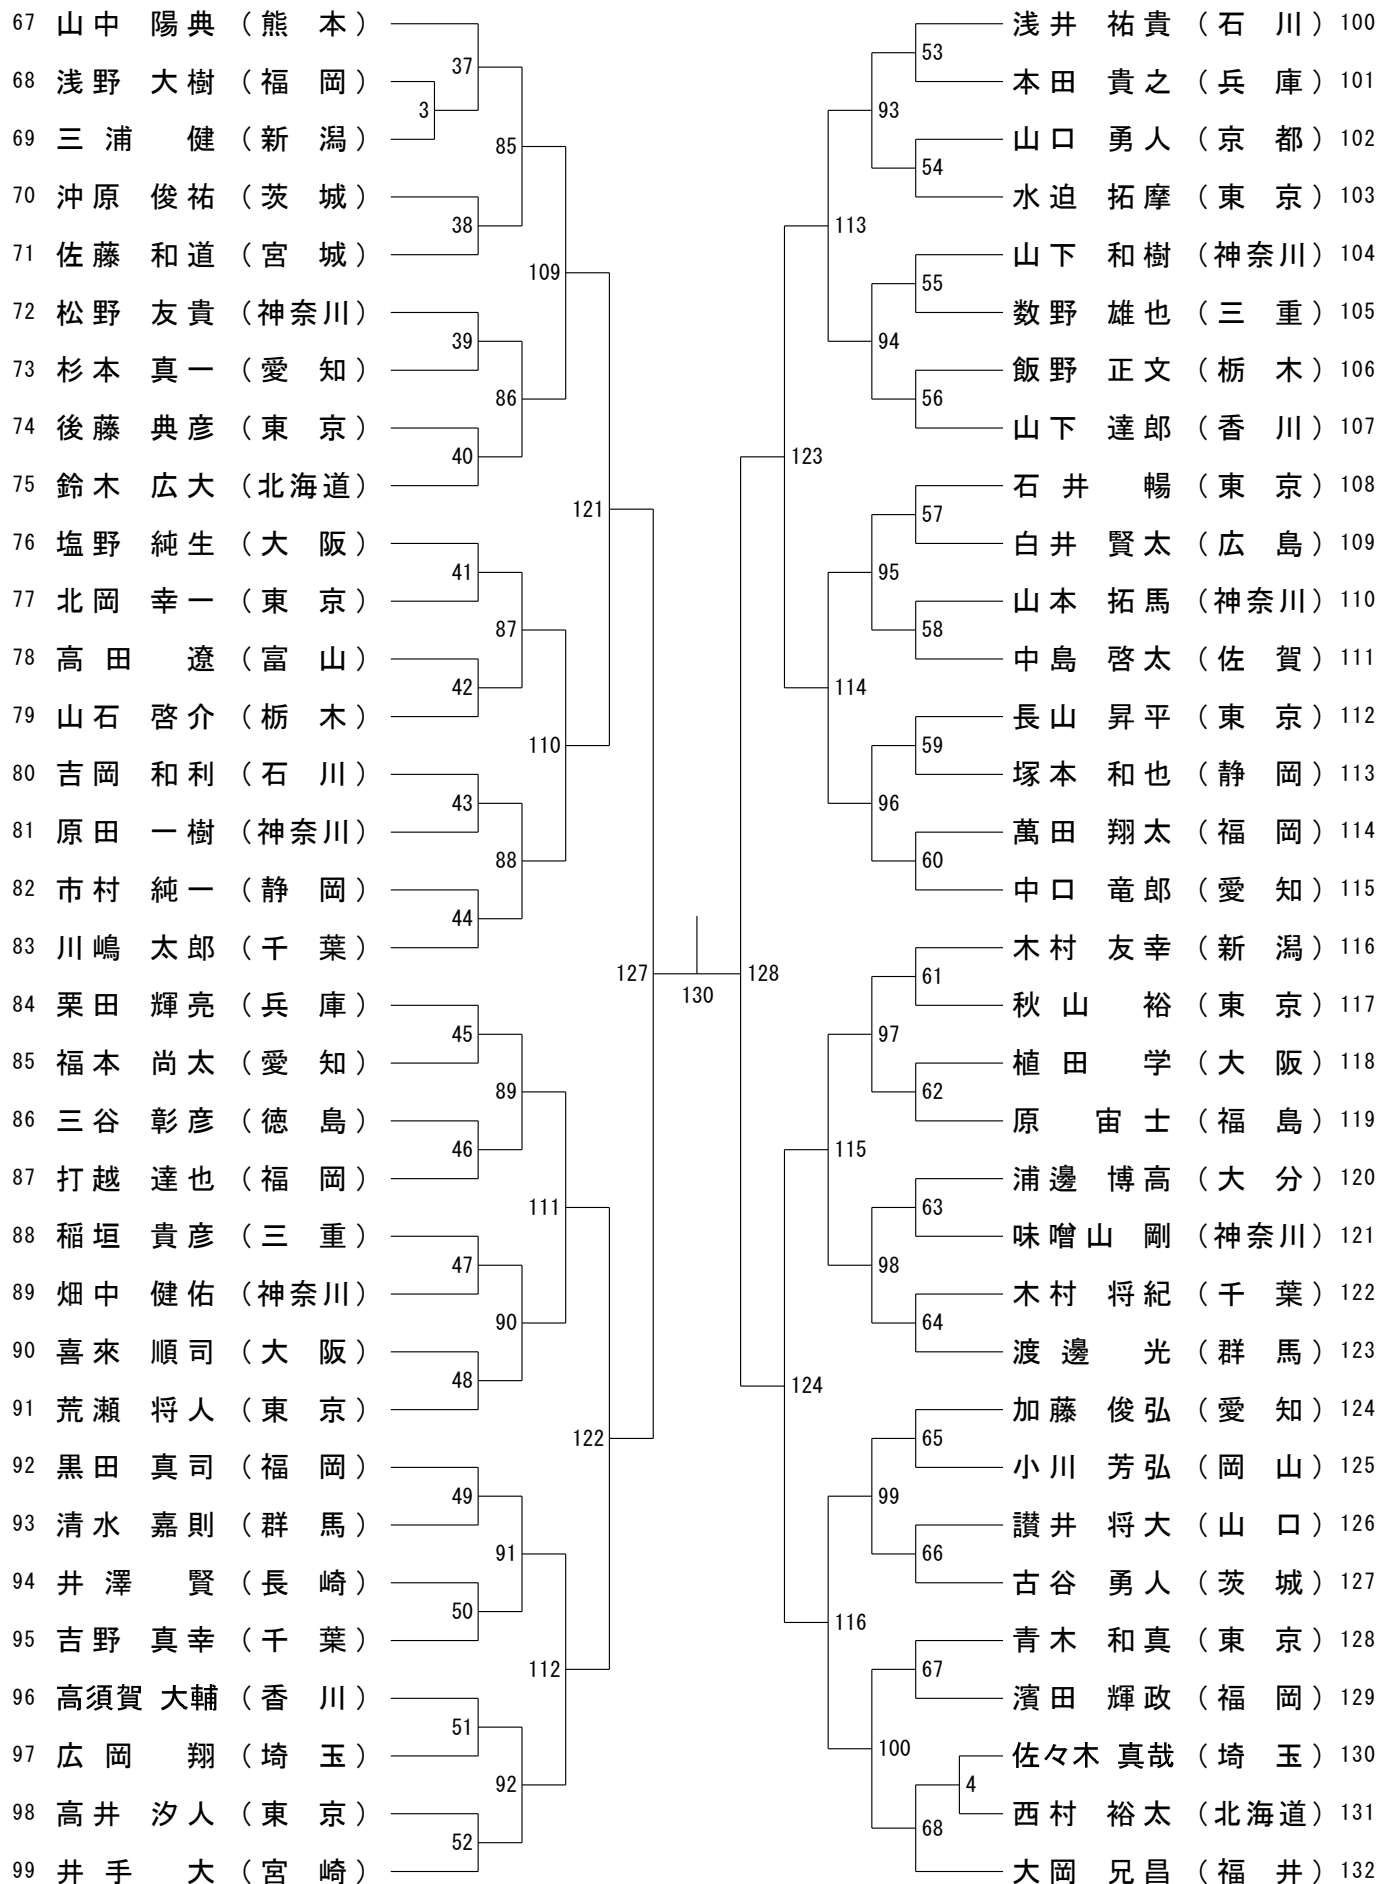 67 山中 陽典 (熊 本)
68 浅野 大樹 (福 岡)
69 三浦 健 (新 潟)
70 沖原 俊祐 (茨 城)
71 佐藤 和道 (宮 城)
72 松野 友貴 (神奈川)
73 杉本 真一 (愛 知)
74 後藤 典彦 (東 京)
75 鈴木 広大 (北海道)
76 塩野 純生 (大 阪)
77 北岡 幸一 (東 京)
78 高田 遼 (富 山)
79 山石 啓介 (栃 木)
80 吉岡 和利 (石 川)
81 原田 一樹 (神奈川)
82 市村 純一 (静 岡)
83 川嶋 太郎 (千 葉)
84 栗田 輝亮 (兵 庫)
85 福本 尚太 (愛 知)
86 三谷 彰彦 (徳 島)
87 打越 達也 (福 岡)
88 稲垣 貴彦 (三 重)
89 畑中 健佑 (神奈川)
90 喜來 順司 (大 阪)
91 荒瀬 将人 (東 京)
92 黒田 真司 (福 岡)
93 清水 嘉則 (群 馬)
94 井澤 賢 (長 崎)
95 吉野 真幸 (千 葉)
96 高須賀 大輔 (香 川)
97 広岡 翔 (埼 玉)
98 高井 汐人 (東 京)
99 井手 大 (宮 崎)
3
37
38
39
40
41
42
43
44
45
46
47
48
49
50
51
52
85
86
87
88
89
90
91
92
109
110
111
112
121
122
127
130
128
123
124
113
114
115
116
93
94
95
96
97
98
99
100
53
54
55
56
57
58
59
60
61
62
63
64
65
66
67
68
4
浅井 祐貴 (石 川) 100
本田 貴之 (兵 庫) 101
山口 勇人 (京 都) 102
水迫 拓摩 (東 京) 103
山下 和樹 (神奈川) 104
数野 雄也 (三 重) 105
飯野 正文 (栃 木) 106
山下 達郎 (香 川) 107
石井 暢 (東 京) 108
白井 賢太 (広 島) 109
山本 拓馬 (神奈川) 110
中島 啓太 (佐 賀) 111
長山 昇平 (東 京) 112
塚本 和也 (静 岡) 113
萬田 翔太 (福 岡) 114
中口 竜郎 (愛 知) 115
木村 友幸 (新 潟) 116
秋山 裕 (東 京) 117
植田 学 (大 阪) 118
原 宙士 (福 島) 119
浦邊 博高 (大 分) 120
味噌山 剛 (神奈川) 121
木村 将紀 (千 葉) 122
渡邊 光 (群 馬) 123
加藤 俊弘 (愛 知) 124
小川 芳弘 (岡 山) 125
讃井 将大 (山 口) 126
古谷 勇人 (茨 城) 127
青木 和真 (東 京) 128
濱田 輝政 (福 岡) 129
佐々木 真哉 (埼 玉) 130
西村 裕太 (北海道) 131
大岡 兄昌 (福 井) 132